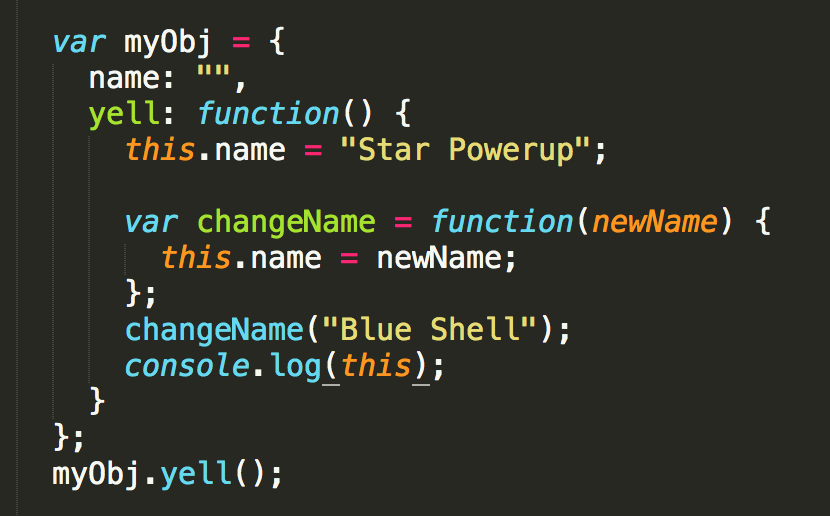 var myObj = {
  name: "",
  yell: function() {
    this.name = "Star Powerup";

    var changeName = function(newName) {
      this.name = newName;
    };
    changeName("Blue Shell");
    console.log(this);
  }
};
myObj.yell();